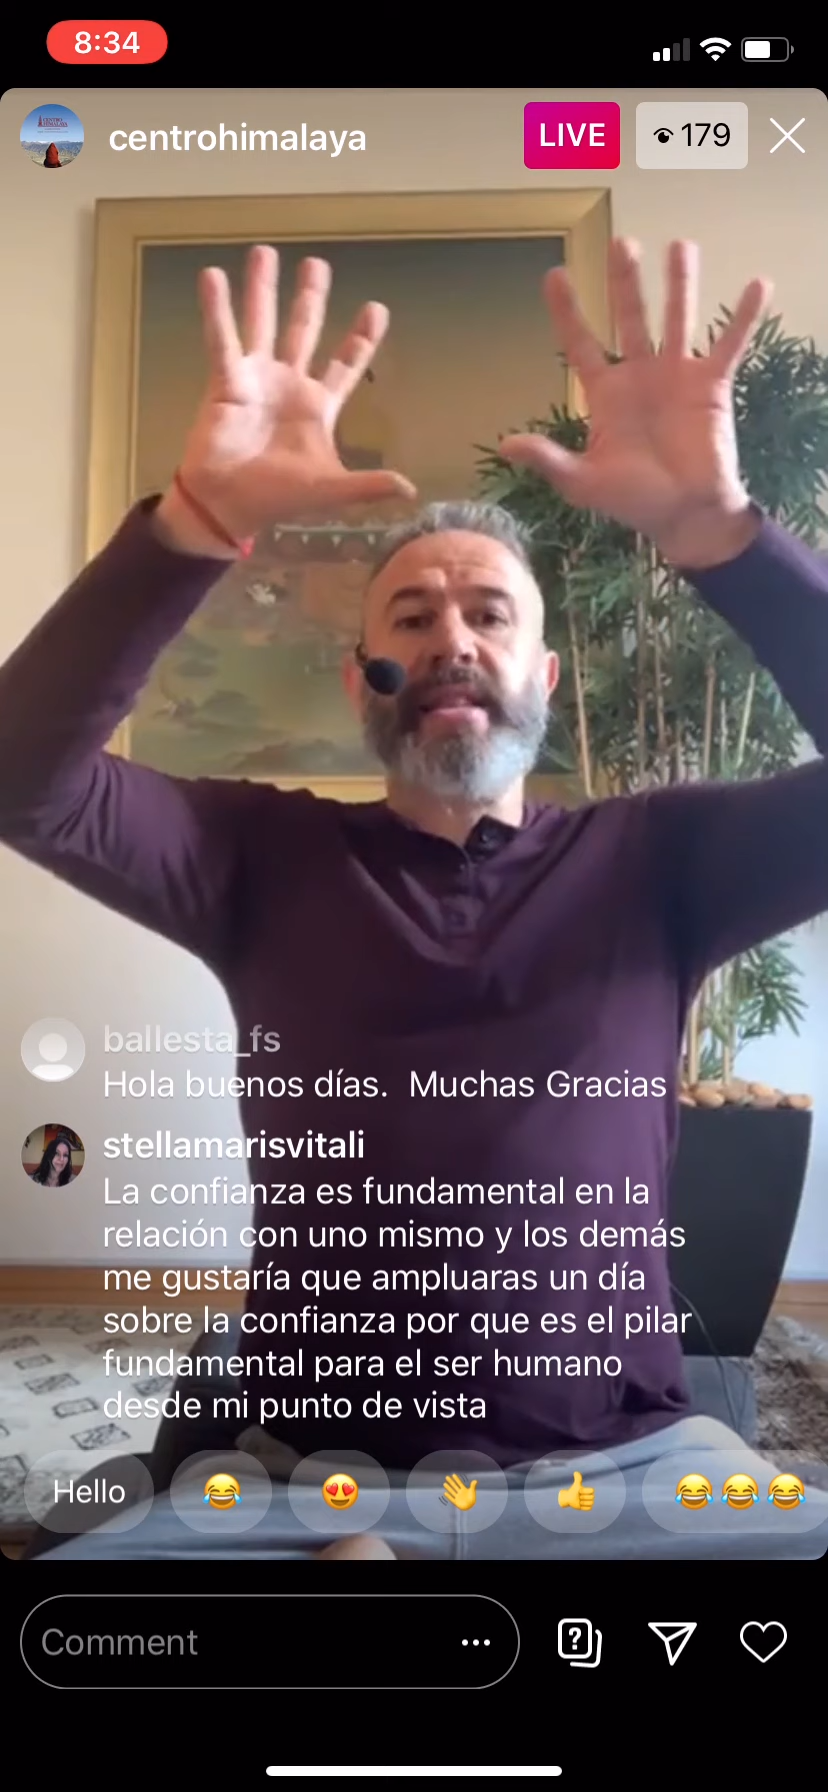 8:34
centrohimalaya
LIVE
179
ballesta_fs
Hola buenos días.  Muchas Gracias
stellamarisvitali
La confianza es fundamental en la
relación con uno mismo y los demás
me gustaría que ampluaras un día
sobre la confianza por que es el pilar
fundamental para el ser humano
desde mi punto de vista
Hello 😂 😍 👋 👍 😂😂😂
Comment